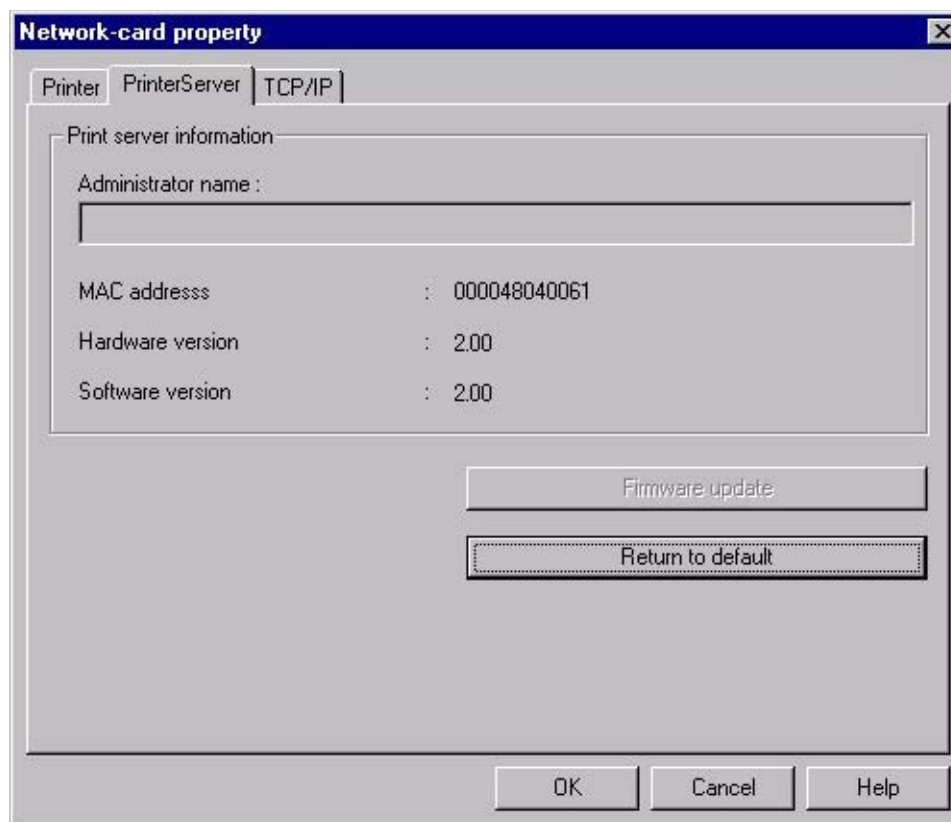 Network-card property
Printer PrinterServer TCP/IP
Print server information
Administrator name :
MAC addresss : 000048040061
Hardware version : 2.00
Software version : 2.00
Firmware update
Return to default
OK Cancel Help